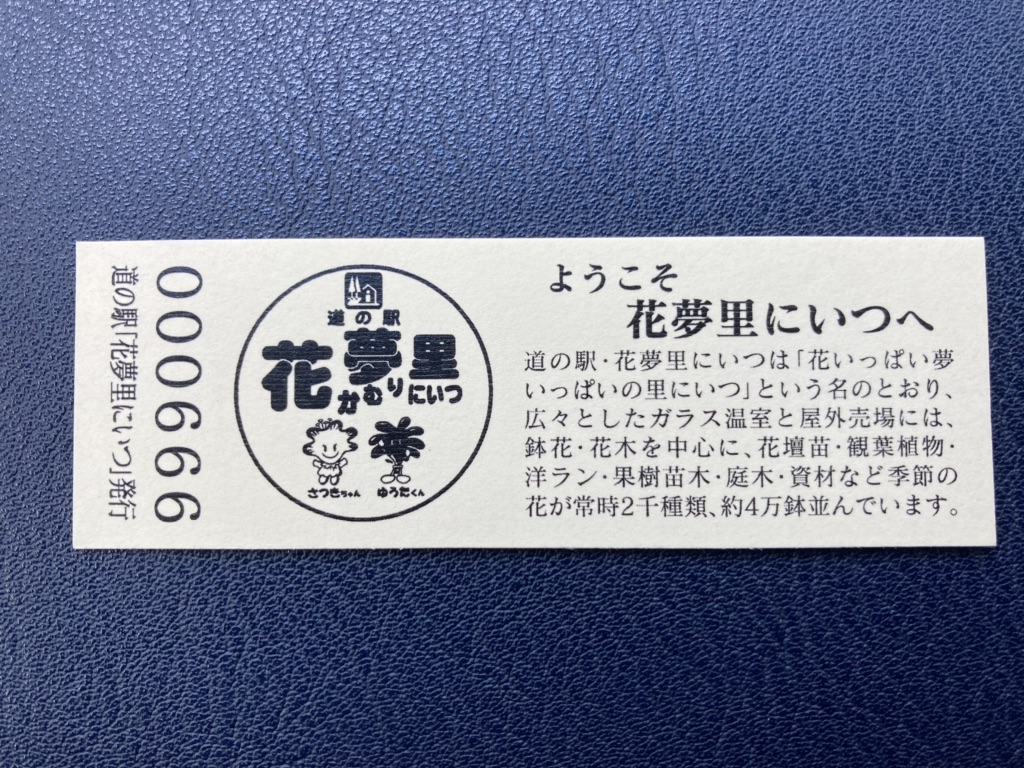 道の駅「花夢里にいつ」発行
000666
道の駅
花夢里にいつ
かむり
さつきちゃん
ゆうたくん
ようこそ
花夢里にいつへ
道の駅・花夢里にいつは「花いっぱい夢
いっぱいの里にいつ」という名のとおり、
広々としたガラス温室と屋外売場には、
鉢花・花木を中心に、花壇苗・観葉植物・
洋ラン・果樹苗木・庭木・資材など季節の
花が常時2千種類、約4万鉢並んでいます。